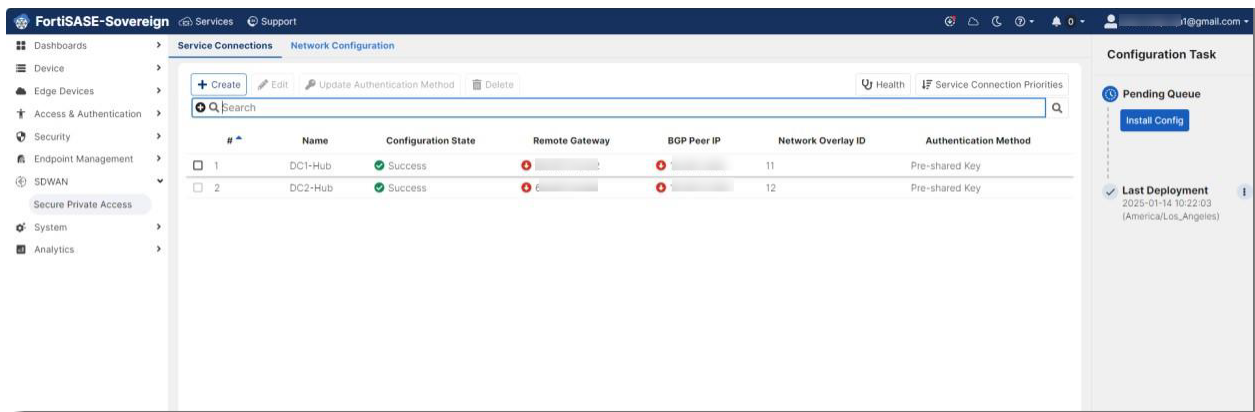 FortiSASE-Sovereign Services Support 0 1@gmail.com
Dashboards
Device
Edge Devices
Access & Authentication
Security
Endpoint Management
SDWAN
Secure Private Access
System
Analytics
Service Connections Network Configuration
Create Edit Update Authentication Method Delete Health Service Connection Priorities
Search
# Name Configuration State Remote Gateway BGP Peer IP Network Overlay ID Authentication Method
1 DC1-Hub Success 11 Pre-shared Key
2 DC2-Hub Success 12 Pre-shared Key
Configuration Task
Pending Queue
Install Config
Last Deployment
2025-01-14 10:22:03
(America/Los_Angeles)